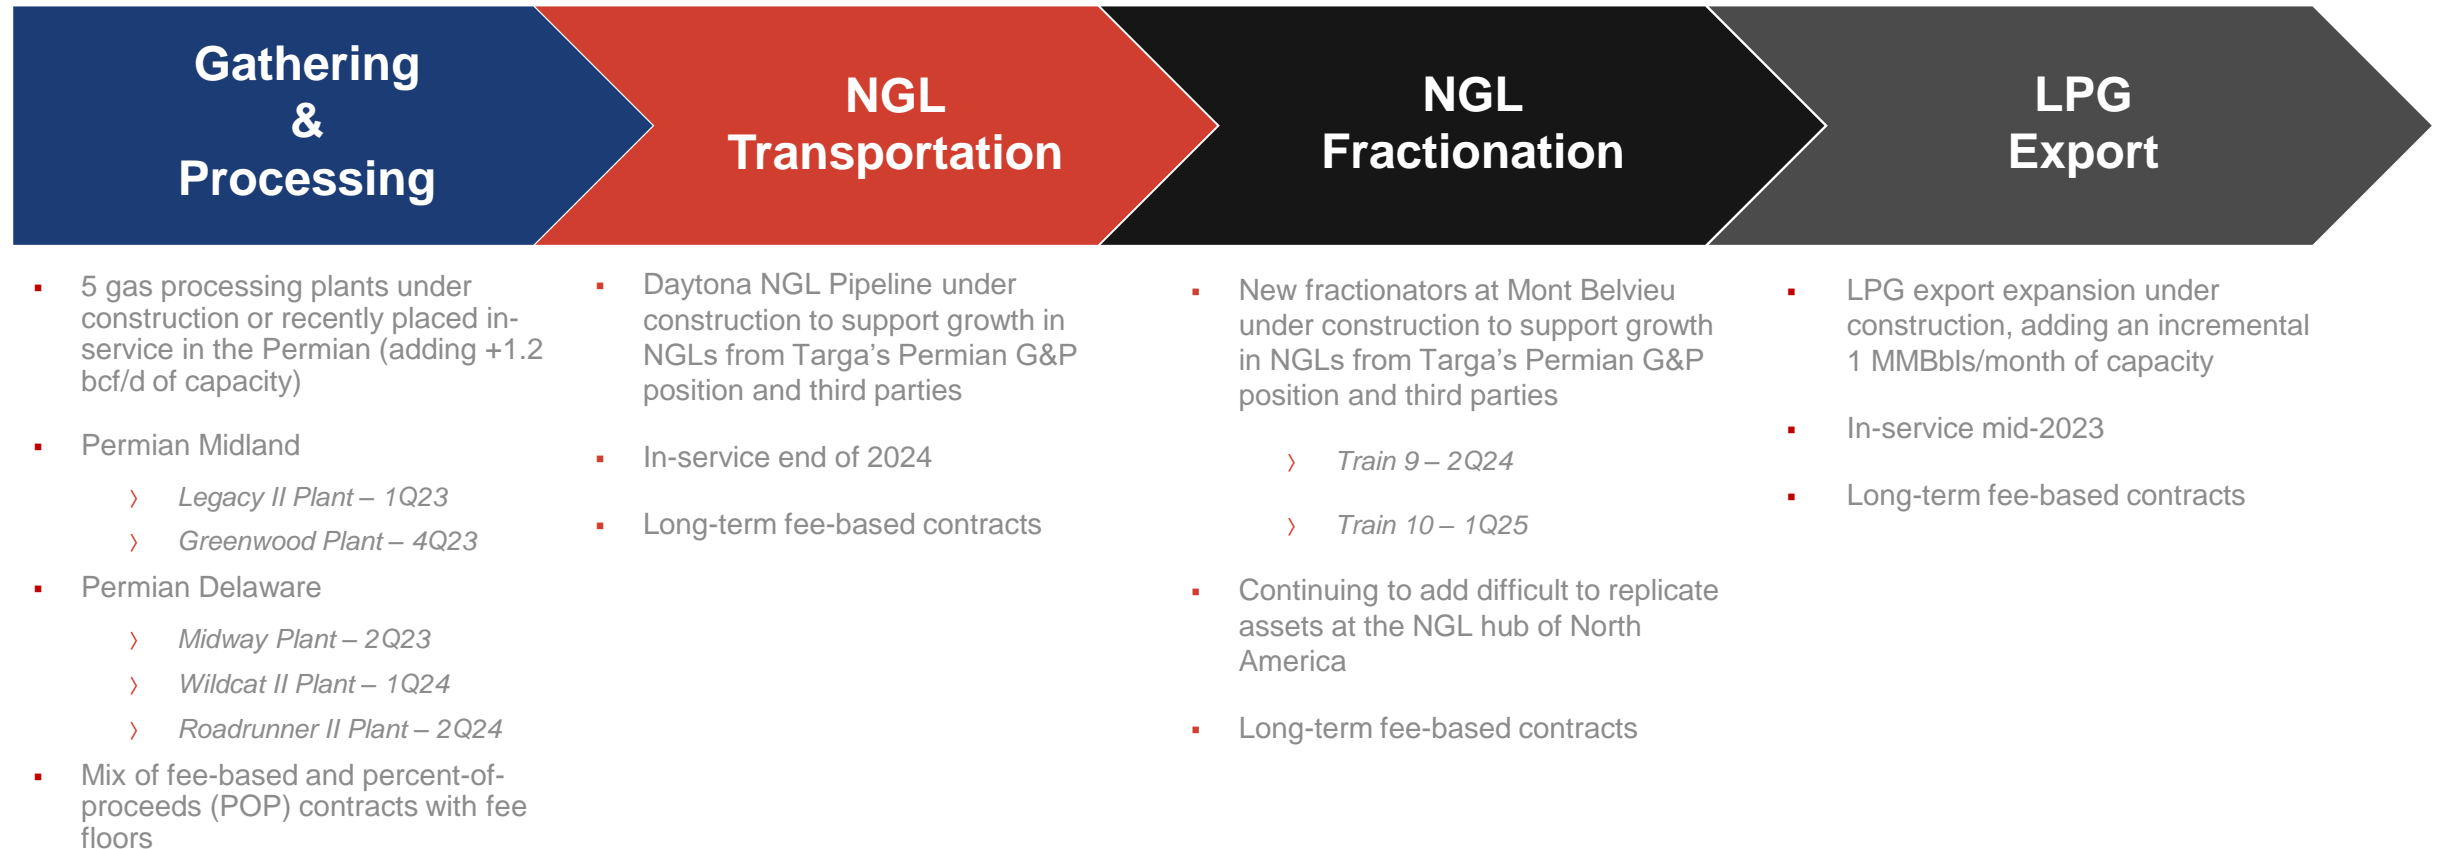 Gathering
&
Processing
NGL
Transportation
NGL
Fractionation
LPG
Export
▪ 5 gas processing plants under
construction or recently placed in-
service in the Permian (adding +1.2
bcf/d of capacity)
▪ Permian Midland
〉 Legacy II Plant – 1Q23
〉 Greenwood Plant – 4Q23
▪ Permian Delaware
〉 Midway Plant – 2Q23
〉 Wildcat II Plant – 1Q24
〉 Roadrunner II Plant – 2Q24
▪ Mix of fee-based and percent-of-
proceeds (POP) contracts with fee
floors
▪ Daytona NGL Pipeline under
construction to support growth in
NGLs from Targa’s Permian G&P
position and third parties
▪ In-service end of 2024
▪ Long-term fee-based contracts
▪ New fractionators at Mont Belvieu
under construction to support growth
in NGLs from Targa’s Permian G&P
position and third parties
〉 Train 9 – 2Q24
〉 Train 10 – 1Q25
▪ Continuing to add difficult to replicate
assets at the NGL hub of North
America
▪ Long-term fee-based contracts
▪ LPG export expansion under
construction, adding an incremental
1 MMBbls/month of capacity
▪ In-service mid-2023
▪ Long-term fee-based contracts